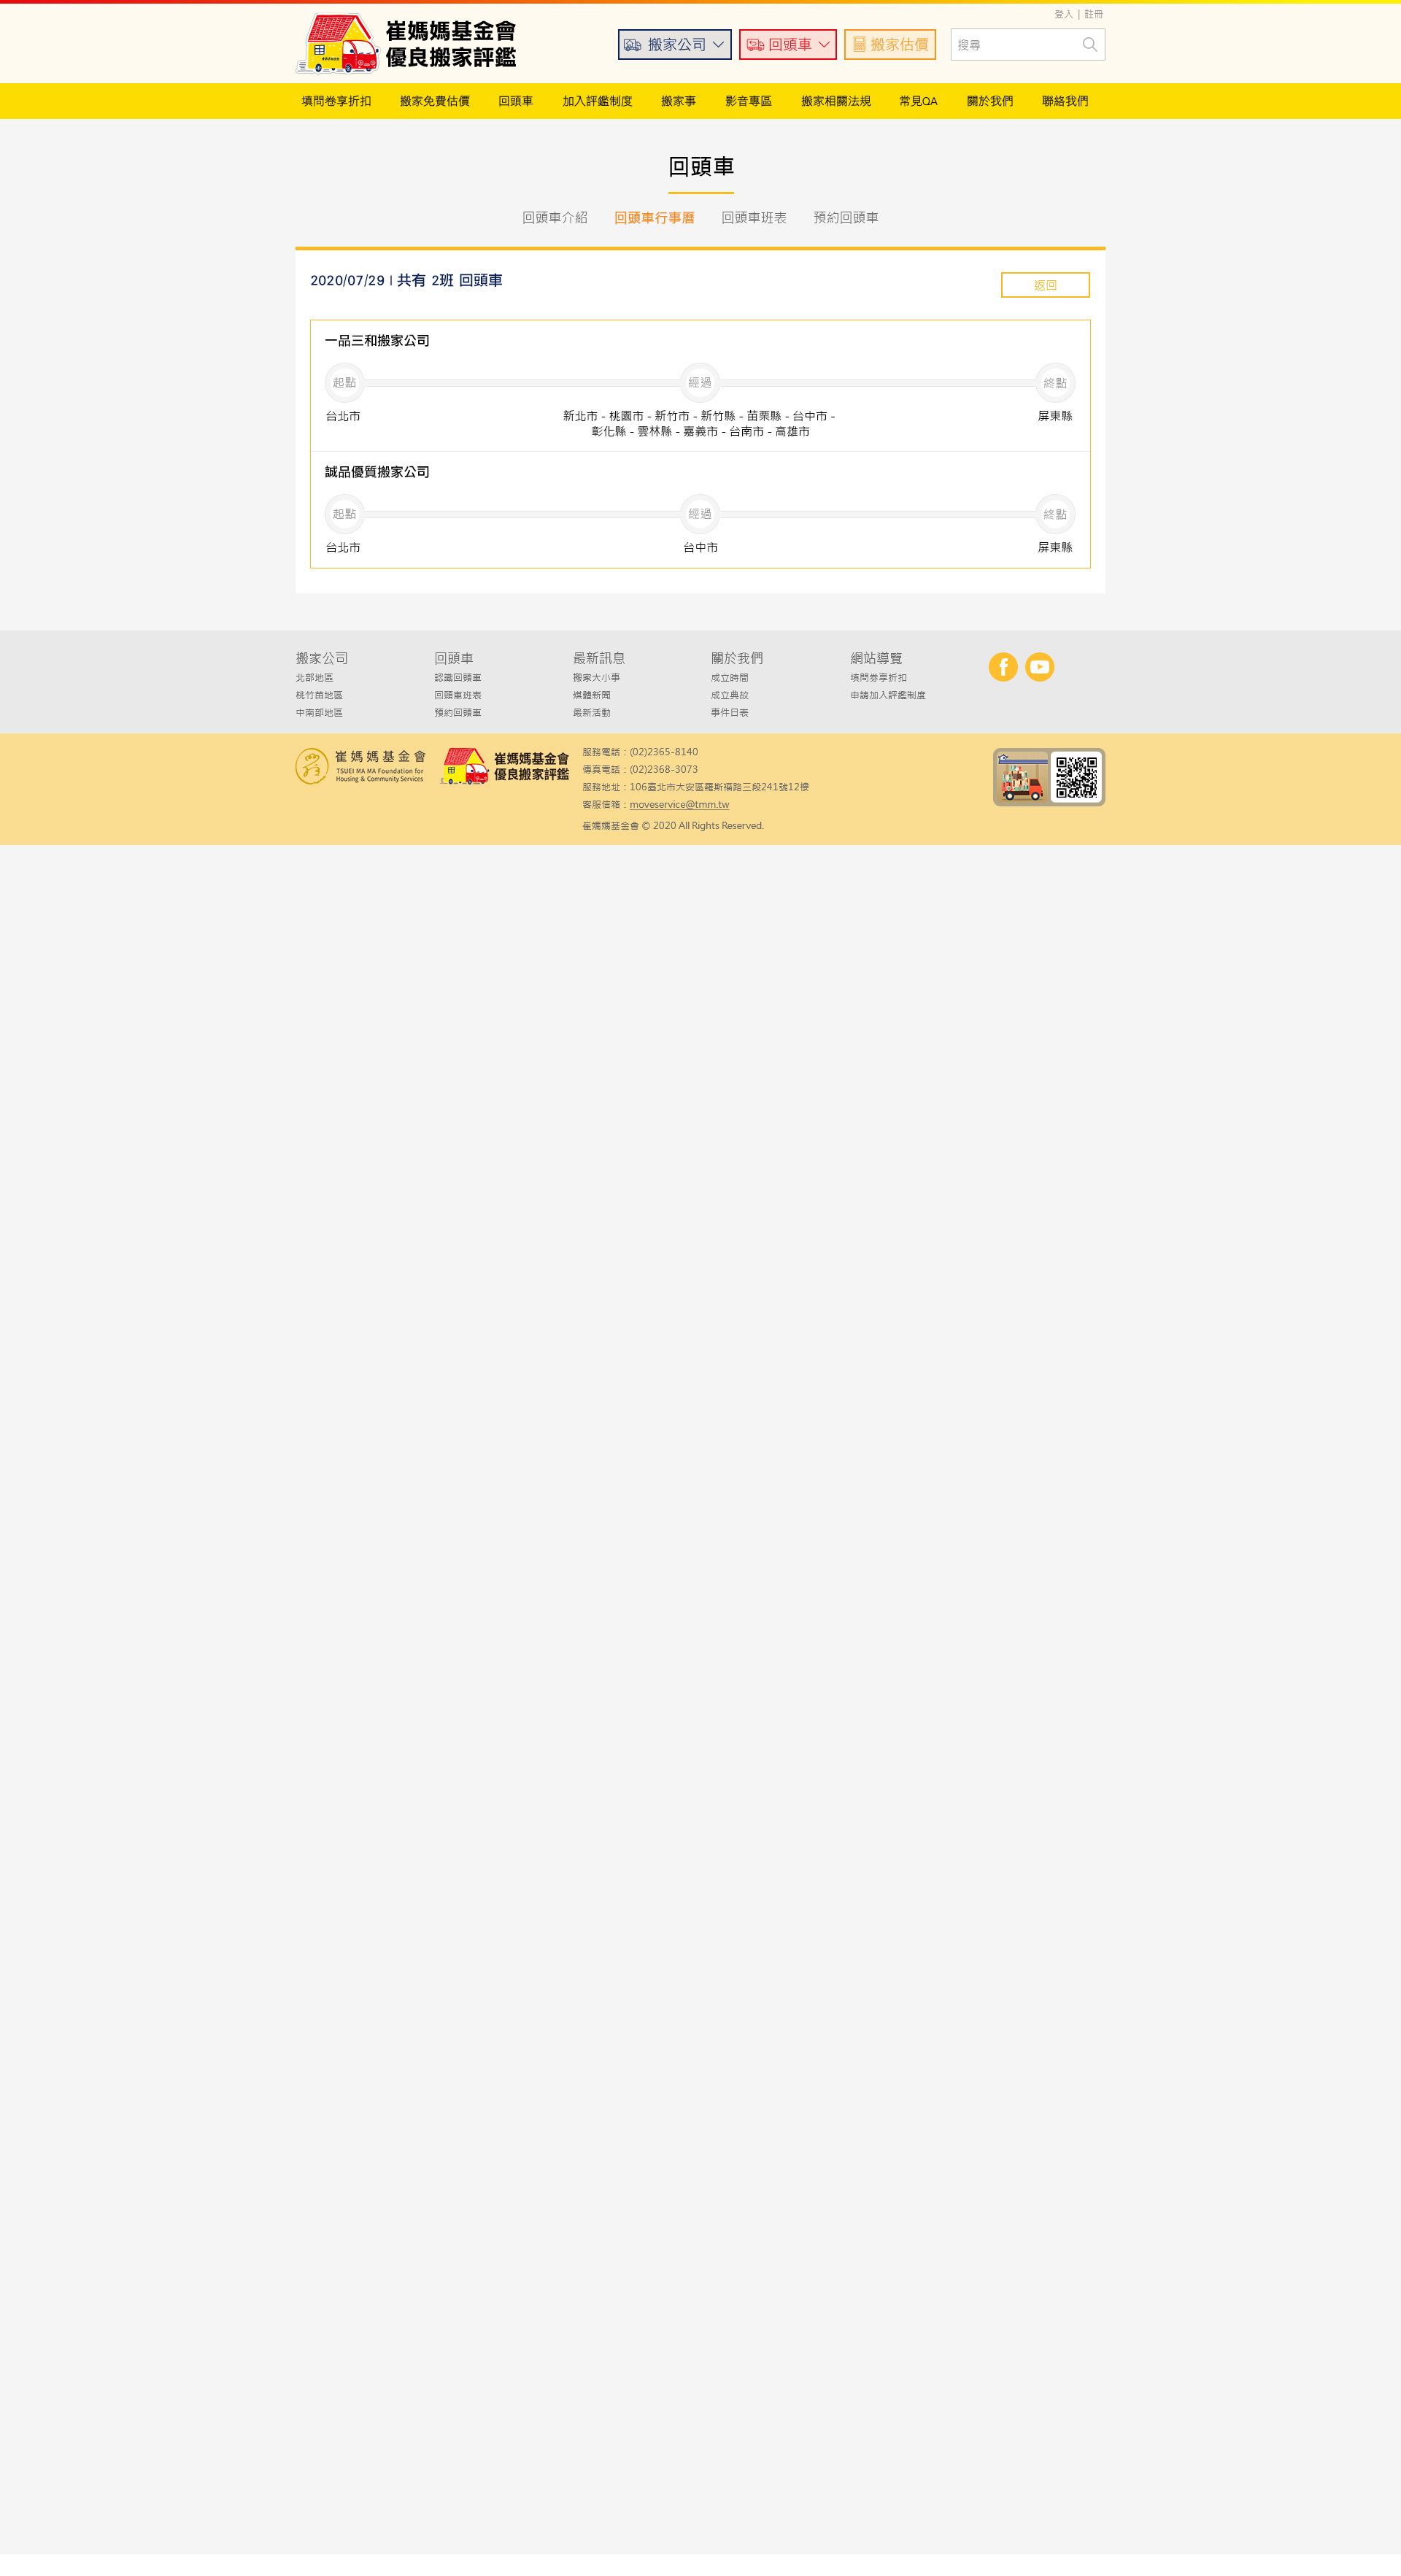 登入 | 註冊
崔媽媽基金會
優良搬家評鑑
搬家公司
回頭車
搬家估價
搜尋
填問卷享折扣 搬家免費估價 回頭車 加入評鑑制度 搬家事 影音專區 搬家相關法規 常見QA 關於我們 聯絡我們
回頭車
回頭車介紹 回頭車行事曆 回頭車班表 預約回頭車
2020/07/29 | 共有 2班 回頭車
返回
一品三和搬家公司
起點 經過 終點
台北市 新北市 - 桃園市 - 新竹市 - 新竹縣 - 苗栗縣 - 台中市 - 屏東縣
彰化縣 - 雲林縣 - 嘉義市 - 台南市 - 高雄市
誠品優質搬家公司
起點 經過 終點
台北市 台中市 屏東縣
搬家公司 回頭車 最新訊息 關於我們 網站導覽
北部地區 認識回頭車 搬家大小事 成立時間 填問券享折扣
桃竹苗地區 回頭車班表 媒體新聞 成立典故 申請加入評鑑制度
中南部地區 預約回頭車 最新活動 事件日表
崔媽媽基金會
TSUEI MA MA Foundation for
Housing & Community Services
崔媽媽基金會
優良搬家評鑑
服務電話：(02)2365-8140
傳真電話：(02)2368-3073
服務地址：106臺北市大安區羅斯福路三段241號12樓
客服信箱：moveservice@tmm.tw
崔媽媽基金會 © 2020 All Rights Reserved.